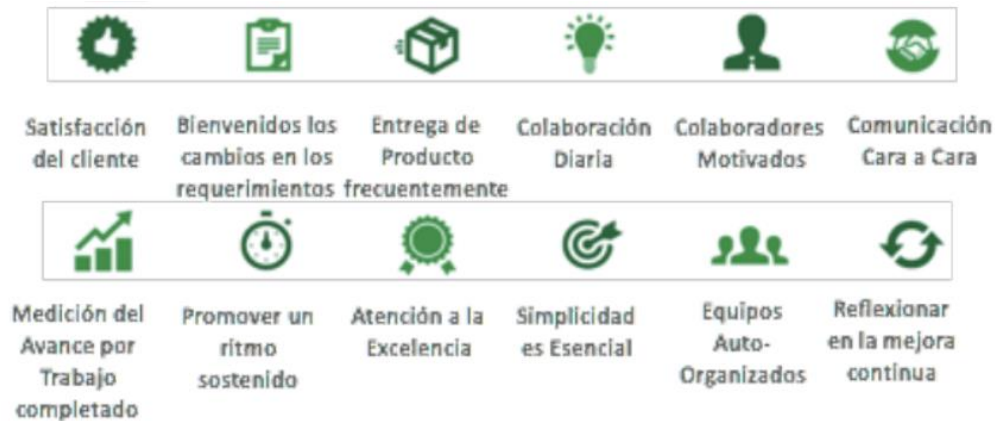 Satisfacción
del cliente
Bienvenidos los
cambios en los
requerimientos
Entrega de
Producto
frecuentemente
Colaboración
Diaria
Colaboradores
Motivados
Comunicación
Cara a Cara
Medición del
Avance por
Trabajo
completado
Promover un
ritmo
sostenido
Atención a la
Excelencia
Simplicidad
es Esencial
Equipos
Auto-
Organizados
Reflexionar
en la mejora
continua